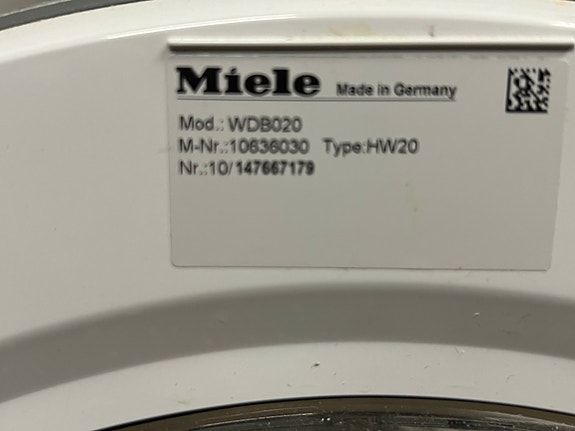 Miele Made in Germany
Mod.: WDB020
M-Nr.:10636030 Type:HW20
Nr.:10/147667179